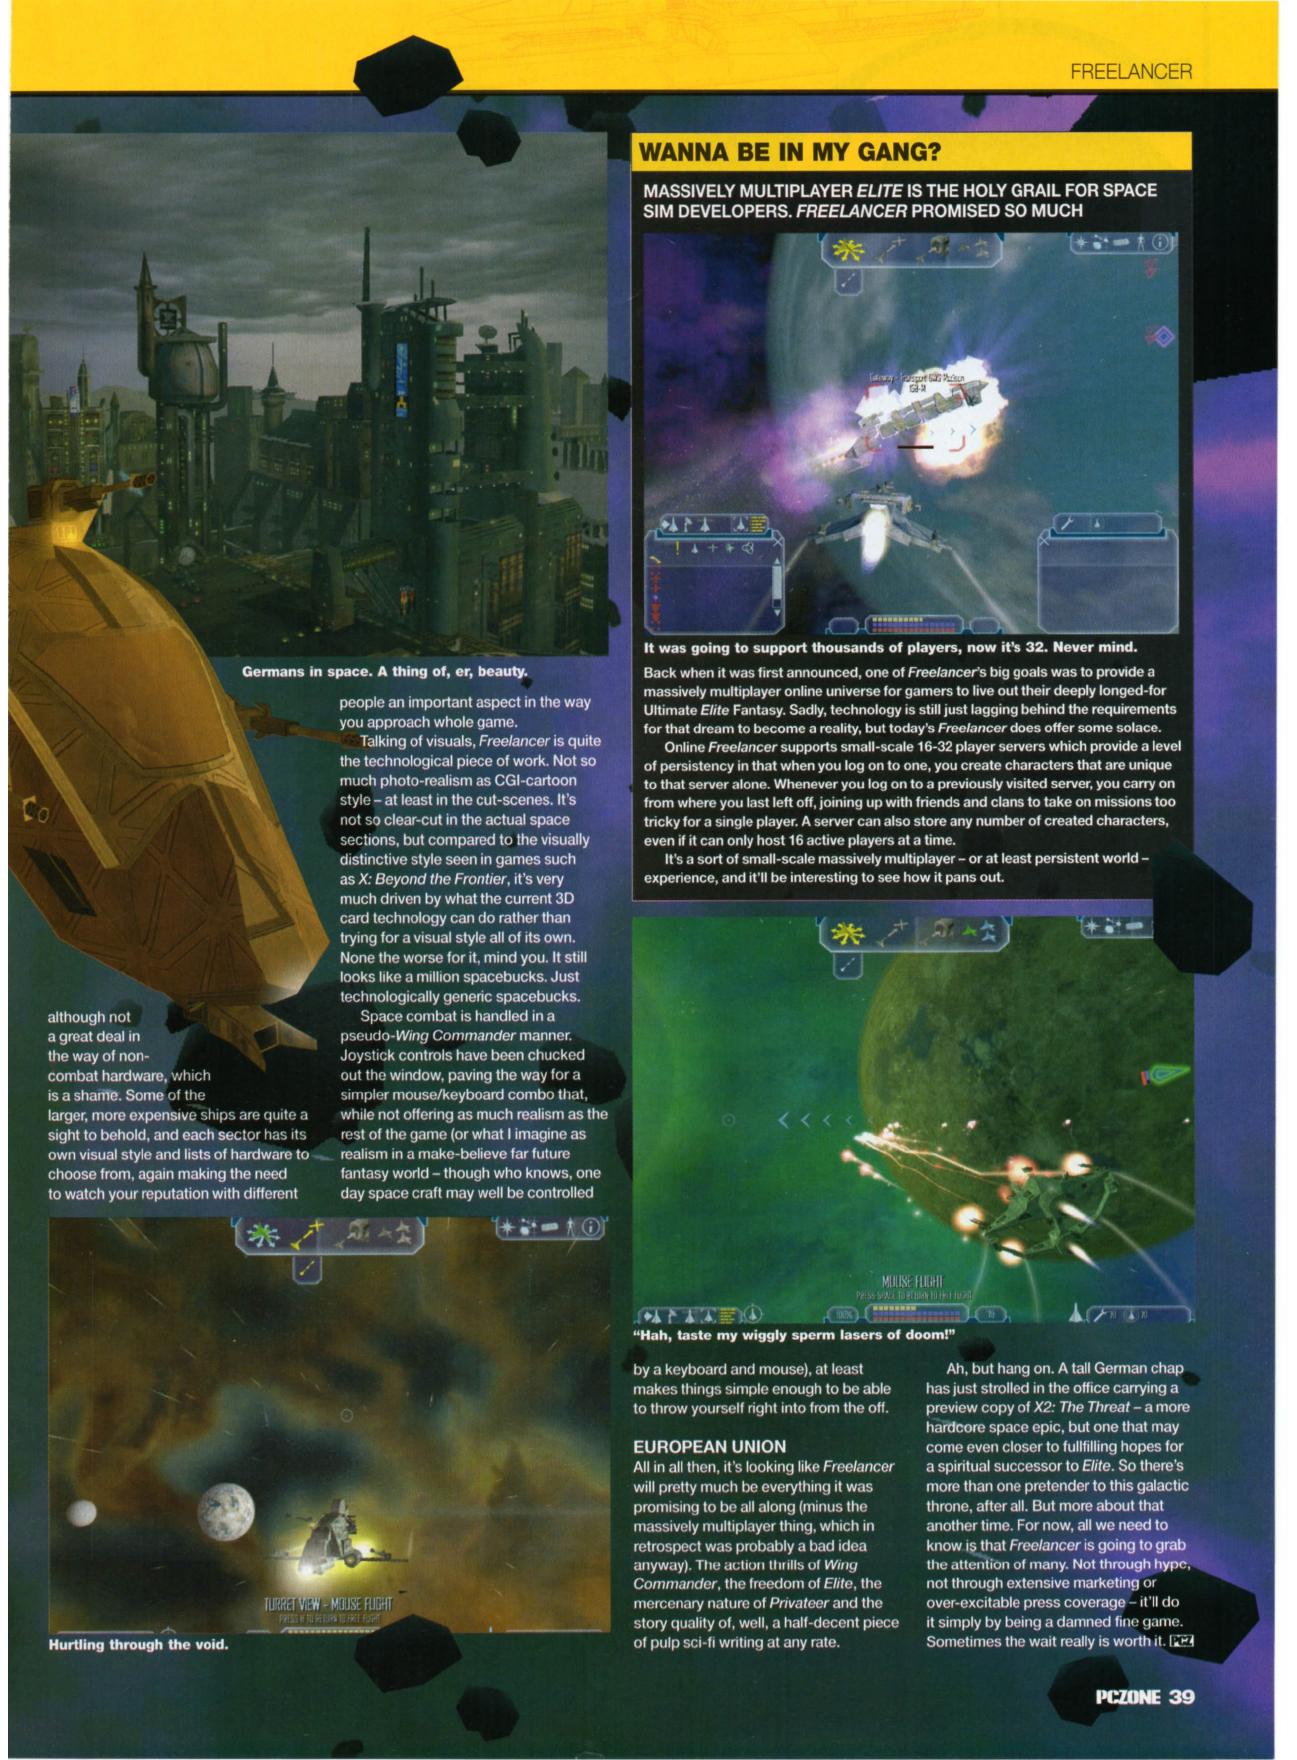 FREELANCER
Germans in space. A thing of, er, beauty.
although not
a great deal in
the way of non-
combat hardware, which
is a shame. Some of the
larger, more expensive ships are quite a
sight to behold, and each sector has its
own visual style and lists of hardware to
choose from, again making the need
to watch your reputation with different
people an important aspect in the way
you approach whole game.
Talking of visuals, Freelancer is quite
the technological piece of work. Not so
much photo-realism as CGI-cartoon
style – at least in the cut-scenes. It's
not so clear-cut in the actual space
sections, but compared to the visually
distinctive style seen in games such
as X: Beyond the Frontier, it's very
much driven by what the current 3D
card technology can do rather than
trying for a visual style all of its own.
None the worse for it, mind you. It still
looks like a million spacebucks. Just
technologically generic spacebucks.
Space combat is handled in a
pseudo-Wing Commander manner.
Joystick controls have been chucked
out the window, paving the way for a
simpler mouse/keyboard combo that,
while not offering as much realism as the
rest of the game (or what I imagine as
realism in a make-believe far future
fantasy world – though who knows, one
day space craft may well be controlled
TURRET VIEW - MOUSE FLIGHT
PRESS H TO RETURN TO FREE FLIGHT
Hurtling through the void.
WANNA BE IN MY GANG?
MASSIVELY MULTIPLAYER ELITE IS THE HOLY GRAIL FOR SPACE
SIM DEVELOPERS. FREELANCER PROMISED SO MUCH
It was going to support thousands of players, now it's 32. Never mind.
Back when it was first announced, one of Freelancer's big goals was to provide a
massively multiplayer online universe for gamers to live out their deeply longed-for
Ultimate Elite Fantasy. Sadly, technology is still just lagging behind the requirements
for that dream to become a reality, but today's Freelancer does offer some solace.
Online Freelancer supports small-scale 16-32 player servers which provide a level
of persistency in that when you log on to one, you create characters that are unique
to that server alone. Whenever you log on to a previously visited server, you carry on
from where you last left off, joining up with friends and clans to take on missions too
tricky for a single player. A server can also store any number of created characters,
even if it can only host 16 active players at a time.
It's a sort of small-scale massively multiplayer – or at least persistent world –
experience, and it'll be interesting to see how it pans out.
MOUSE FLIGHT
PRESS SPACE TO RETURN TO FREE FLIGHT
100%
"Hah, taste my wiggly sperm lasers of doom!"
by a keyboard and mouse), at least
makes things simple enough to be able
to throw yourself right into from the off.
EUROPEAN UNION
All in all then, it's looking like Freelancer
will pretty much be everything it was
promising to be all along (minus the
massively multiplayer thing, which in
retrospect was probably a bad idea
anyway). The action thrills of Wing
Commander, the freedom of Elite, the
mercenary nature of Privateer and the
story quality of, well, a half-decent piece
of pulp sci-fi writing at any rate.
Ah, but hang on. A tall German chap
has just strolled in the office carrying a
preview copy of X2: The Threat – a more
hardcore space epic, but one that may
come even closer to fullfilling hopes for
a spiritual successor to Elite. So there's
more than one pretender to this galactic
throne, after all. But more about that
another time. For now, all we need to
know is that Freelancer is going to grab
the attention of many. Not through hype,
not through extensive marketing or
over-excitable press coverage – it'll do
it simply by being a damned fine game.
Sometimes the wait really is worth it. PCZ
PCZONE 39